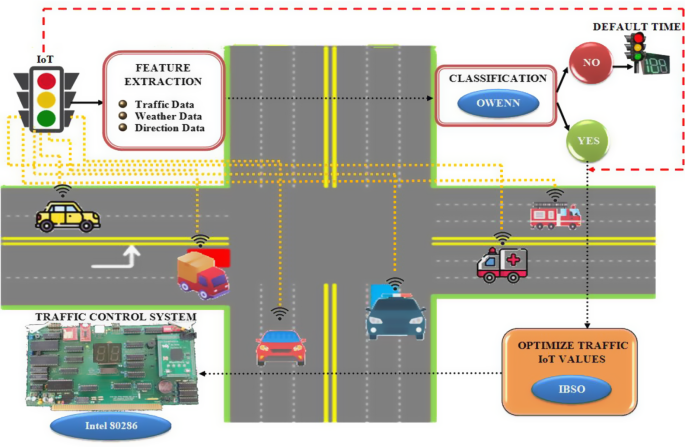 IoT
FEATURE
EXTRACTION
Traffic Data
Weather Data
Direction Data
CLASSIFICATION
OWENN
NO
YES
DEFAULT TIME
TRAFFIC CONTROL SYSTEM
Intel 80286
OPTIMIZE TRAFFIC
IoT VALUES
IBSO